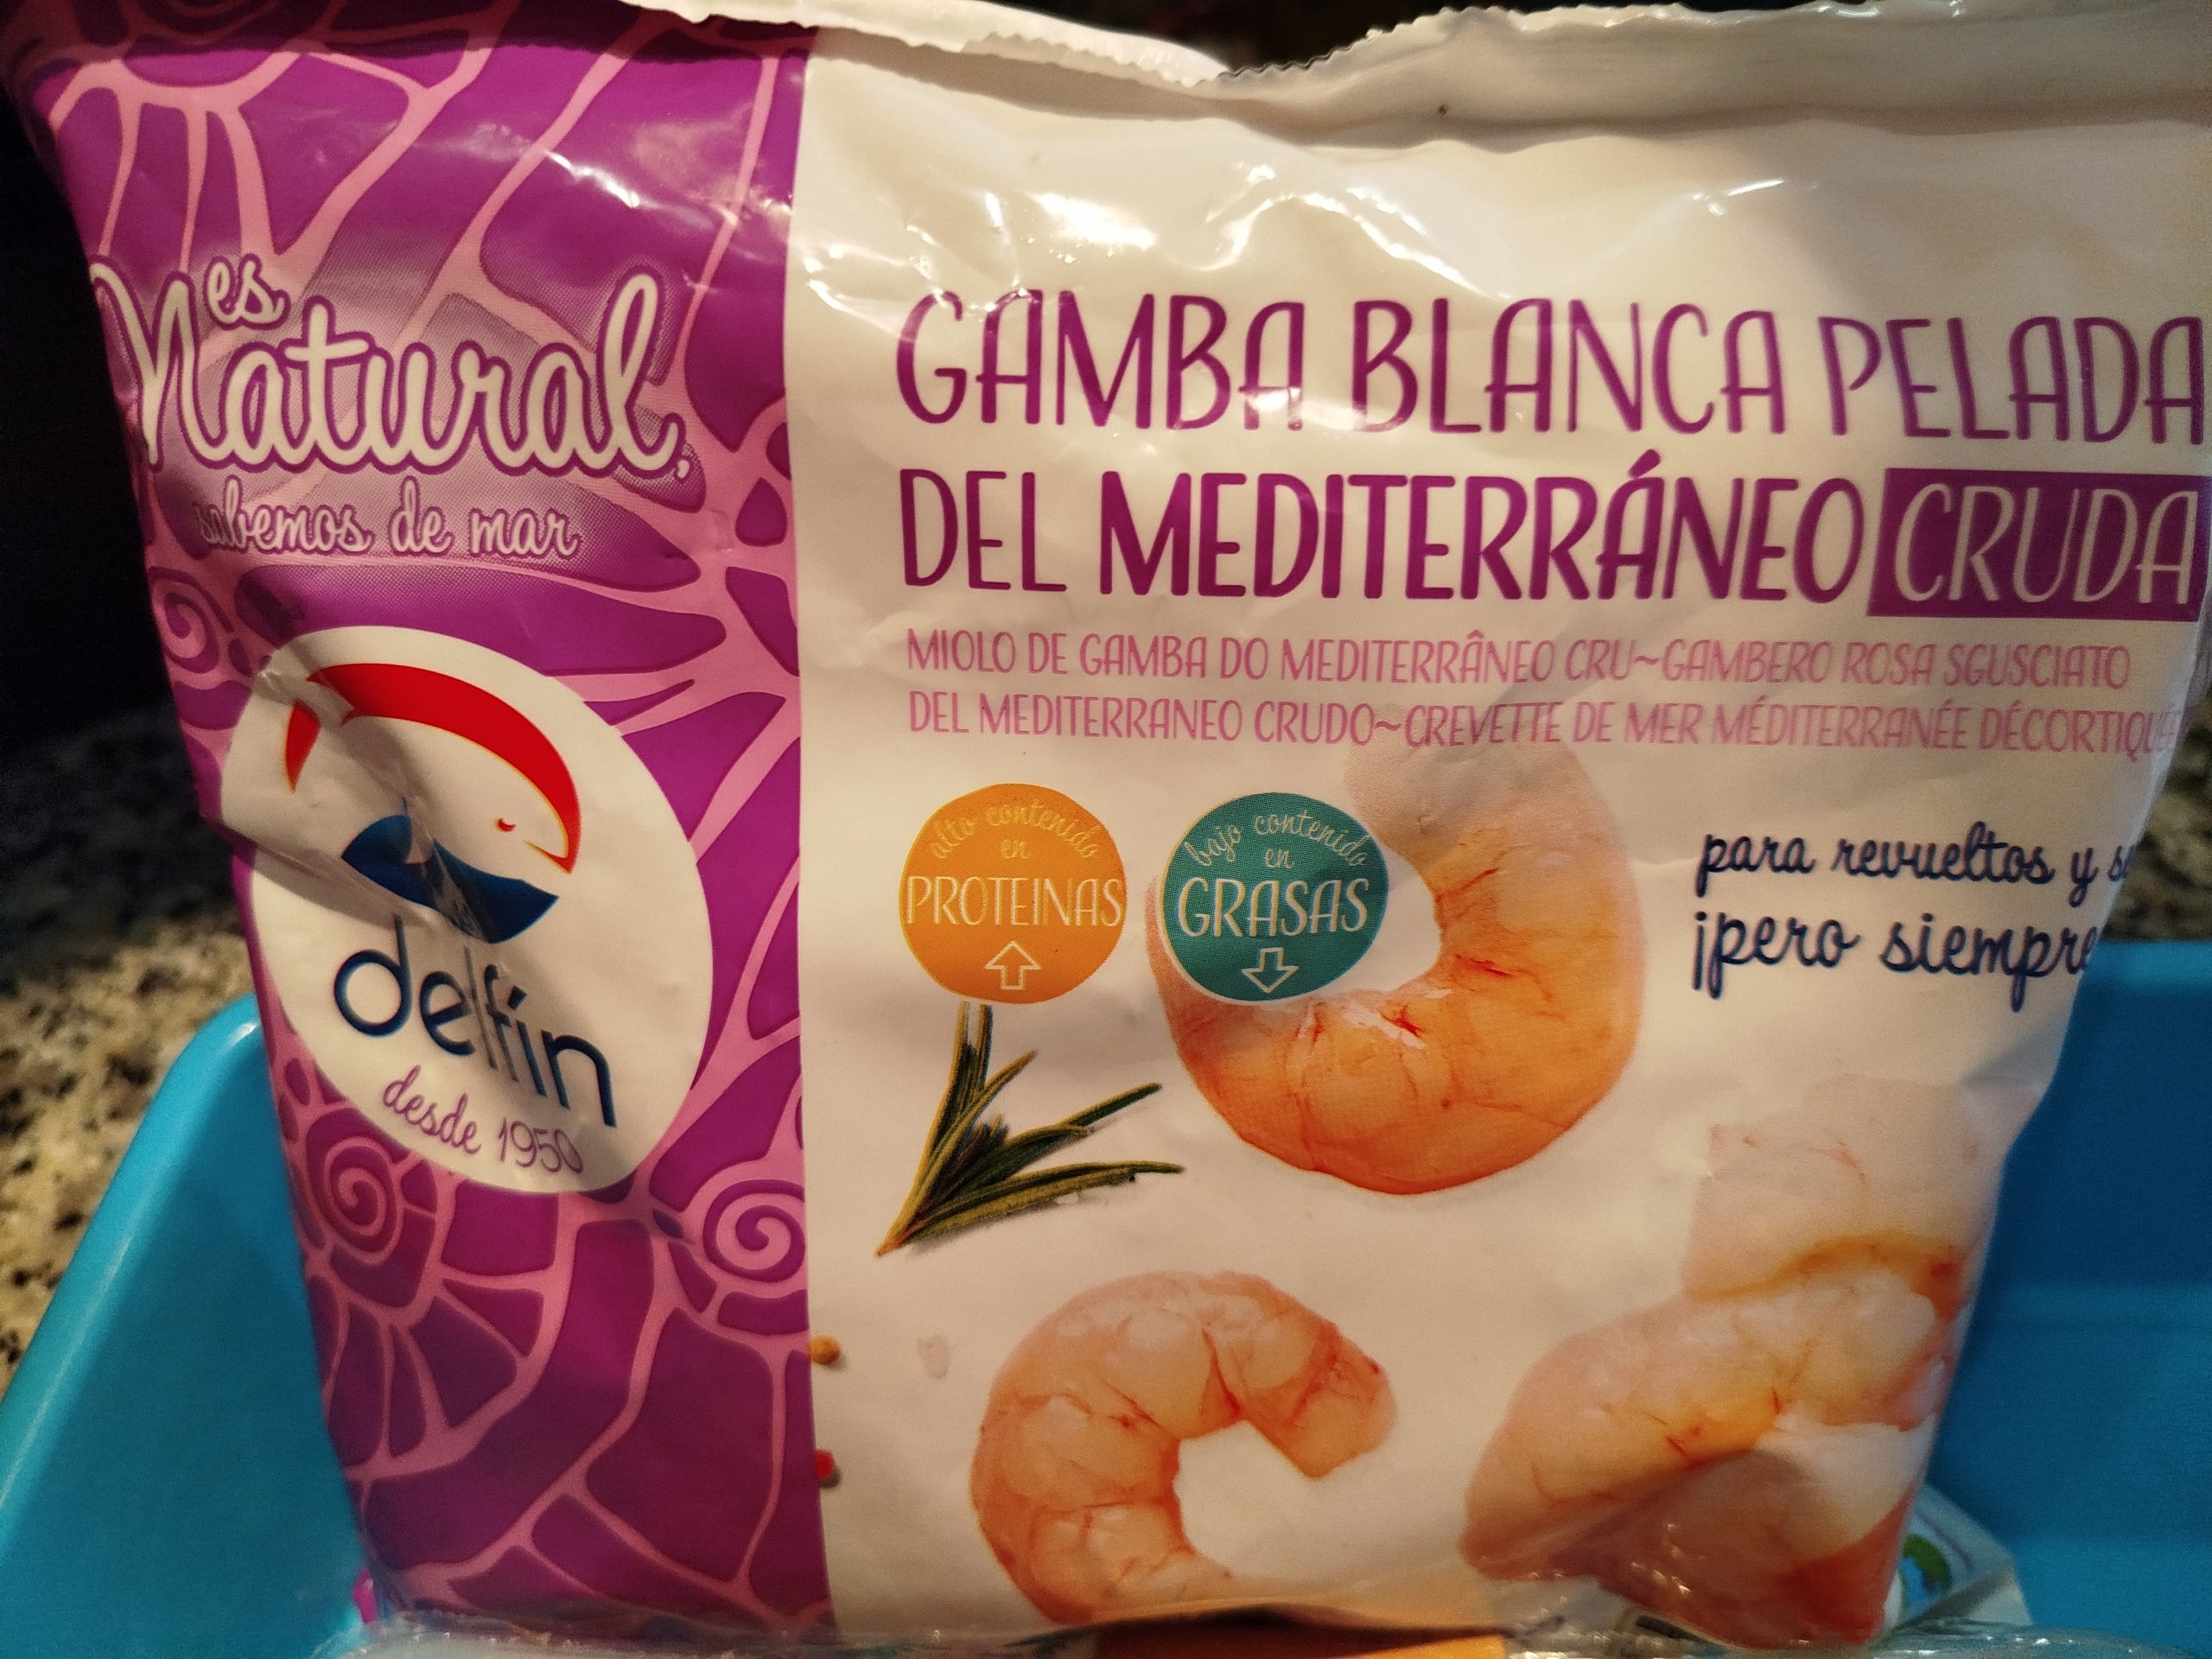 es
Natural,
sabemos de mar
delfín
desde 1950
GAMBA BLANCA PELADA
DEL MEDITERRÁNEO CRUDA
MIOLO DE GAMBA DO MEDITERRÂNEO CRU~GAMBERO ROSA SGUSCIATO
DEL MEDITERRANEO CRUDO~CREVETTE DE MER MÉDITERRANÉE
alto contenido
en
PROTEINAS
bajo contenido
en
GRASAS
para revueltos y
¡pero siempre